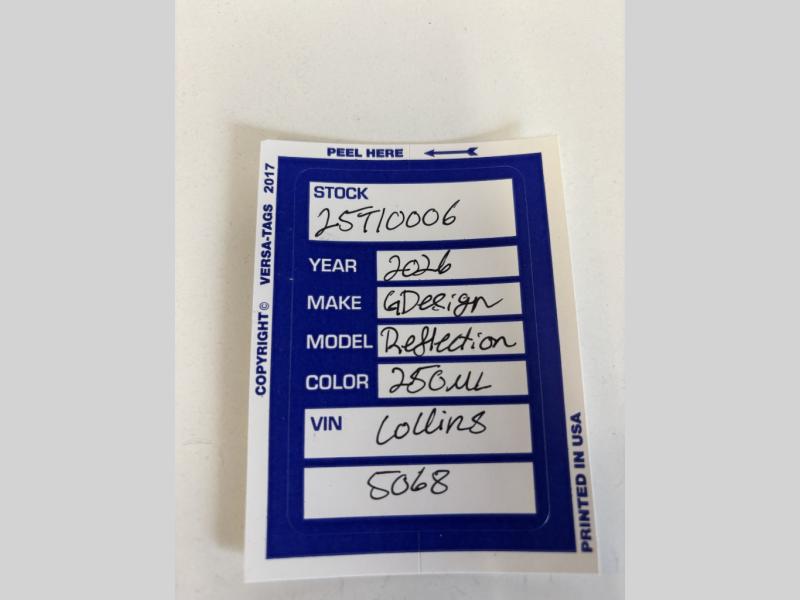 PEEL HERE
COPYRIGHT © VERSA-TAGS 2017
STOCK
25T10006
YEAR 2026
MAKE GDesign
MODEL Reflection
COLOR 250ML
VIN Collins
5068
PRINTED IN USA